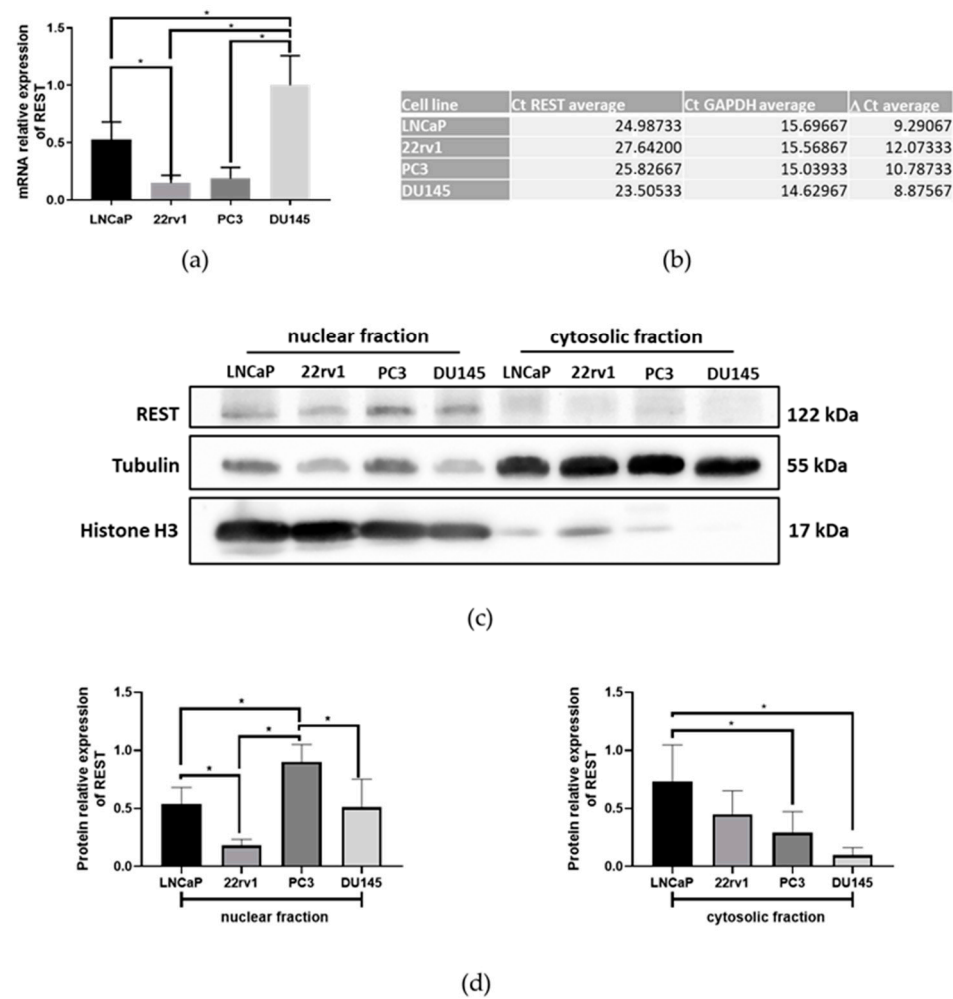 * * * *
1.5
1.0
0.5
0.0
mRNA relative expression
of REST
LNCaP 22rv1 PC3 DU145
(a)
Cell line Ct REST average Ct GAPDH average Δ Ct average
LNCaP 24.98733 15.69667 9.29067
22rv1 27.64200 15.56867 12.07333
PC3 25.82667 15.03933 10.78733
DU145 23.50533 14.62967 8.87567
(b)
nuclear fraction cytosolic fraction
LNCaP 22rv1 PC3 DU145 LNCaP 22rv1 PC3 DU145
REST 122 kDa
Tubulin 55 kDa
Histone H3 17 kDa
(c)
* * * *
1.5
1.0
0.5
0.0
Protein relative expression
of REST
LNCaP 22rv1 PC3 DU145
nuclear fraction
* *
1.5
1.0
0.5
0.0
Protein relative expression
of REST
LNCaP 22rv1 PC3 DU145
cytosolic fraction
(d)